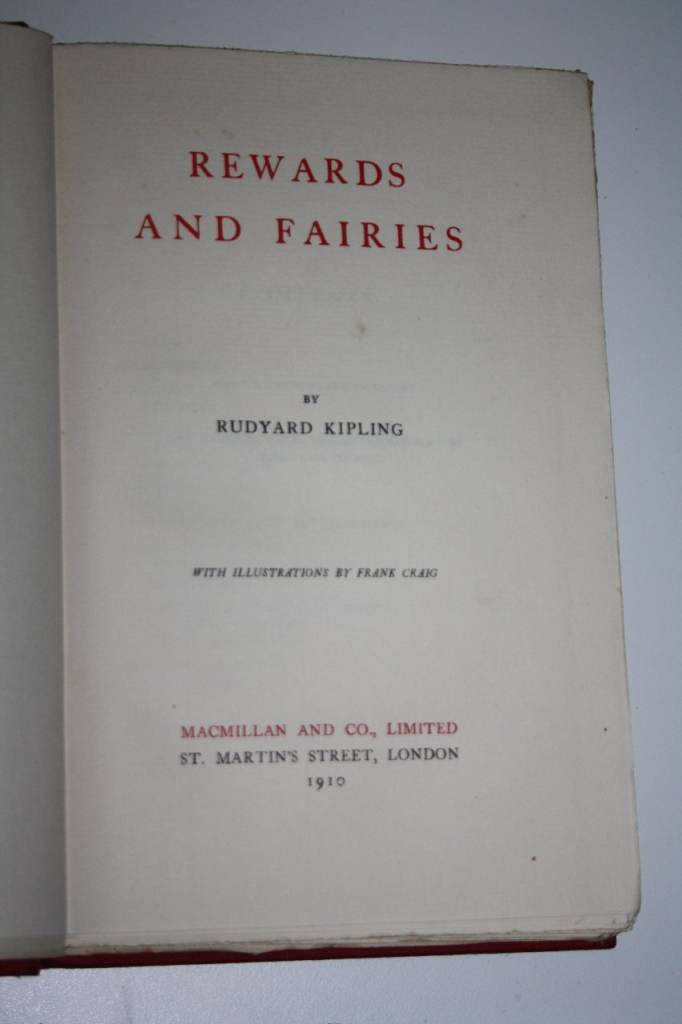 REWARDS
AND FAIRIES
BY
RUDYARD KIPLING
WITH ILLUSTRATIONS BY FRANK CRAIG
MACMILLAN AND CO., LIMITED
ST. MARTIN'S STREET, LONDON
1910